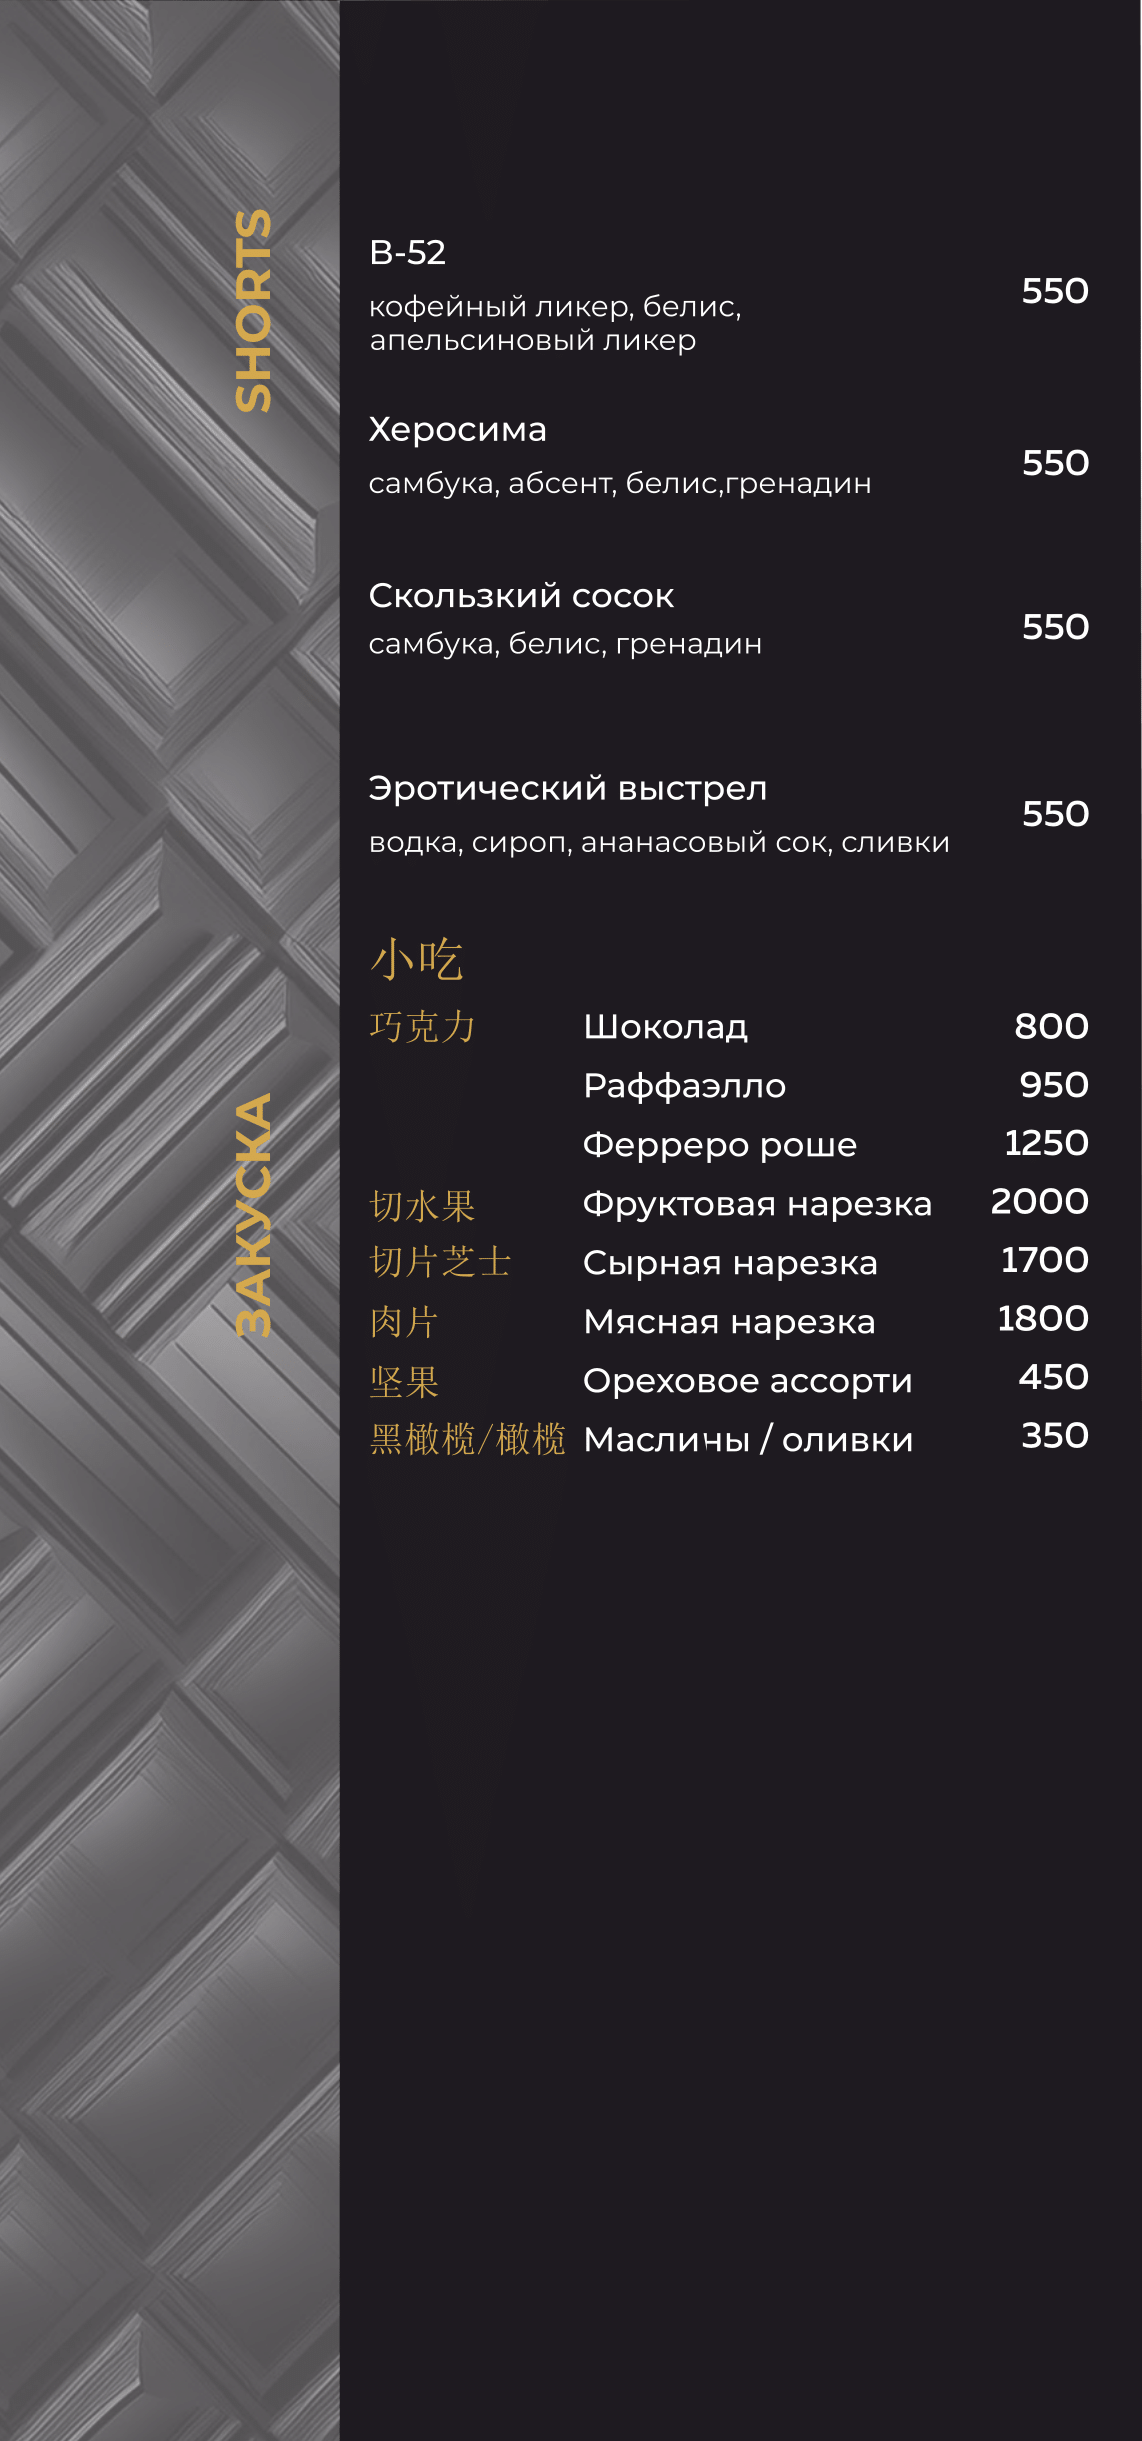 SHORTS
В-52
550
кофейный ликер, белис,
апельсиновый ликер
Херосима
550
самбука, абсент, белис,гренадин
Скользкий сосок
550
самбука, белис, гренадин
Эротический выстрел
550
водка, сироп, ананасовый сок, сливки
ЗАКУСКА
小吃
巧克力 Шоколад 800
Раффаэлло 950
Ферреро роше 1250
切水果 Фруктовая нарезка 2000
切片芝士 Сырная нарезка 1700
肉片 Мясная нарезка 1800
坚果 Ореховое ассорти 450
黑橄榄/橄榄 Маслины / оливки 350